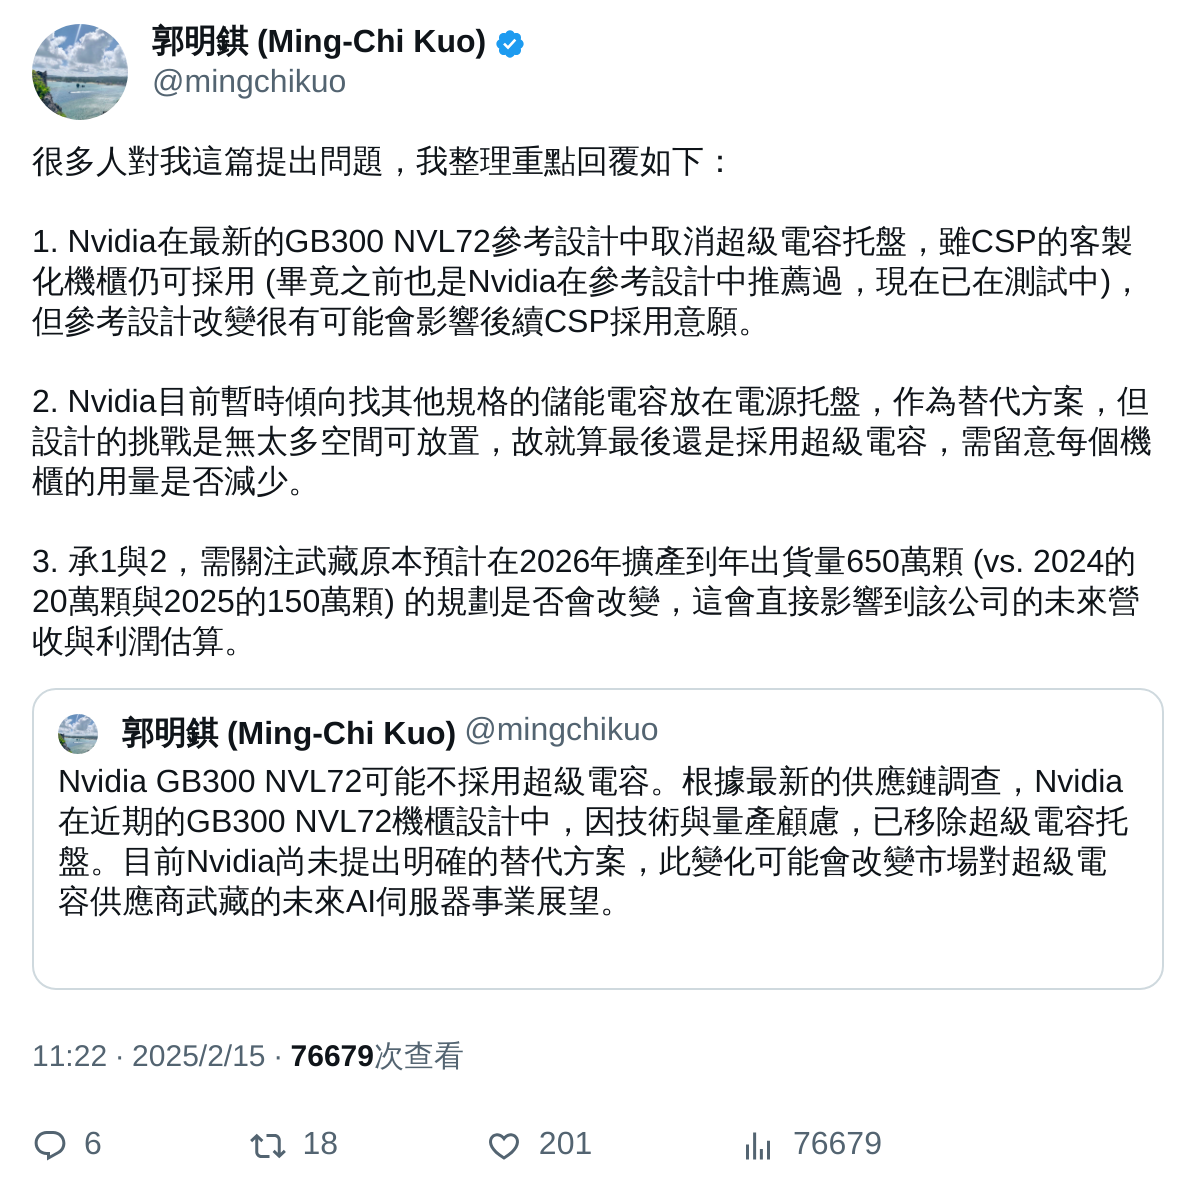 郭明錤 (Ming-Chi Kuo)
@mingchikuo
很多人對我這篇提出問題，我整理重點回覆如下：
1. Nvidia在最新的GB300 NVL72參考設計中取消超級電容托盤，雖CSP的客製
化機櫃仍可採用 (畢竟之前也是Nvidia在參考設計中推薦過，現在已在測試中)，
但參考設計改變很有可能會影響後續CSP採用意願。
2. Nvidia目前暫時傾向找其他規格的儲能電容放在電源托盤，作為替代方案，但
設計的挑戰是無太多空間可放置，故就算最後還是採用超級電容，需留意每個機
櫃的用量是否減少。
3. 承1與2，需關注武藏原本預計在2026年擴產到年出貨量650萬顆 (vs. 2024的
20萬顆與2025的150萬顆) 的規劃是否會改變，這會直接影響到該公司的未來營
收與利潤估算。
郭明錤 (Ming-Chi Kuo) @mingchikuo
Nvidia GB300 NVL72可能不採用超級電容。根據最新的供應鏈調查，Nvidia
在近期的GB300 NVL72機櫃設計中，因技術與量產顧慮，已移除超級電容托
盤。目前Nvidia尚未提出明確的替代方案，此變化可能會改變市場對超級電
容供應商武藏的未來AI伺服器事業展望。
11:22 · 2025/2/15 · 76679次查看
6 18 201 76679